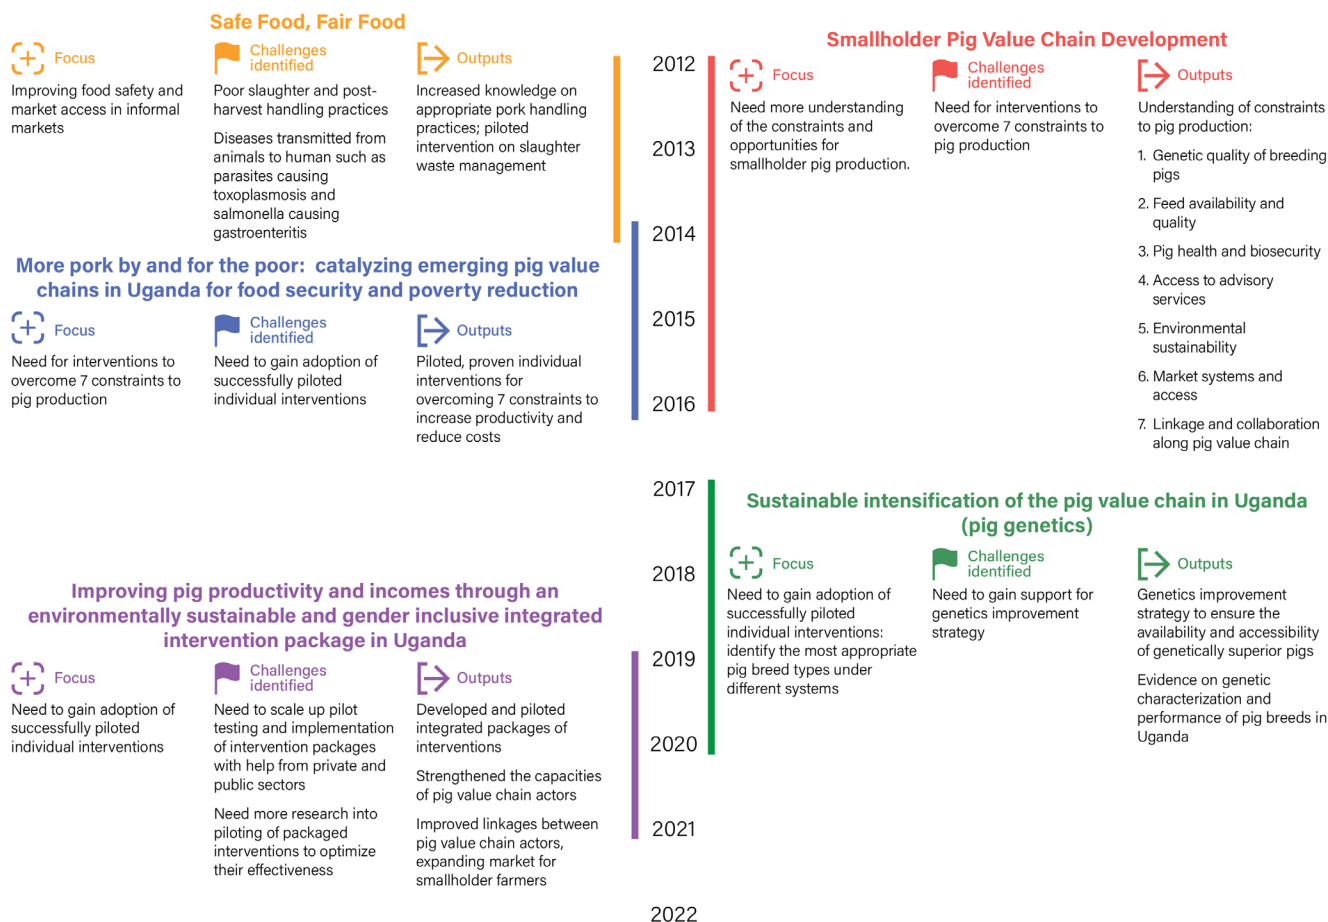 Safe Food, Fair Food
Focus
Improving food safety and
market access in informal
markets
Challenges
identified
Poor slaughter and post-
harvest handling practices
Diseases transmitted from
animals to human such as
parasites causing
toxoplasmosis and
salmonella causing
gastroenteritis
Outputs
Increased knowledge on
appropriate pork handling
practices; piloted
intervention on slaughter
waste management
More pork by and for the poor: catalyzing emerging pig value
chains in Uganda for food security and poverty reduction
Focus
Need for interventions to
overcome 7 constraints to
pig production
Challenges
identified
Need to gain adoption of
successfully piloted
individual interventions
Outputs
Piloted, proven individual
interventions for
overcoming 7 constraints to
increase productivity and
reduce costs
Improving pig productivity and incomes through an
environmentally sustainable and gender inclusive integrated
intervention package in Uganda
Focus
Need to gain adoption of
successfully piloted
individual interventions
Challenges
identified
Need to scale up pilot
testing and implementation
of intervention packages
with help from private and
public sectors
Need more research into
piloting of packaged
interventions to optimize
their effectiveness
Outputs
Developed and piloted
integrated packages of
interventions
Strengthened the capacities
of pig value chain actors
Improved linkages between
pig value chain actors,
expanding market for
smallholder farmers
2012
2013
2014
2015
2016
2017
2018
2019
2020
2021
2022
Smallholder Pig Value Chain Development
Focus
Need more understanding
of the constraints and
opportunities for
smallholder pig production.
Challenges
identified
Need for interventions to
overcome 7 constraints to
pig production
Outputs
Understanding of constraints
to pig production:
1. Genetic quality of breeding
pigs
2. Feed availability and
quality
3. Pig health and biosecurity
4. Access to advisory
services
5. Environmental
sustainability
6. Market systems and
access
7. Linkage and collaboration
along pig value chain
Sustainable intensification of the pig value chain in Uganda
(pig genetics)
Focus
Need to gain adoption of
successfully piloted
individual interventions:
identify the most appropriate
pig breed types under
different systems
Challenges
identified
Need to gain support for
genetics improvement
strategy
Outputs
Genetics improvement
strategy to ensure the
availability and accessibility
of genetically superior pigs
Evidence on genetic
characterization and
performance of pig breeds in
Uganda